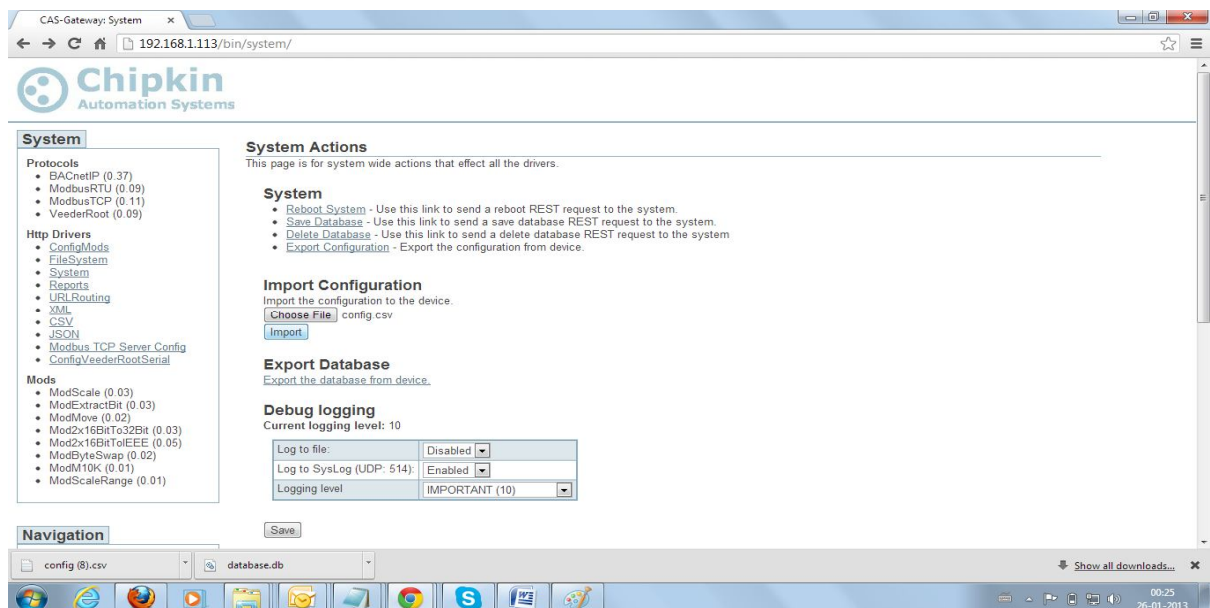 CAS-Gateway: System
192.168.1.113/bin/system/
Chipkin
Automation Systems
System
Protocols
BACnetIP (0.37)
ModbusRTU (0.09)
ModbusTCP (0.11)
VeederRoot (0.09)
Http Drivers
ConfigMods
FileSystem
System
Reports
URLRouting
XML
CSV
JSON
Modbus TCP Server Config
ConfigVeederRootSerial
Mods
ModScale (0.03)
ModExtractBit (0.03)
ModMove (0.02)
Mod2x16BitTo32Bit (0.03)
Mod2x16BitToIEEE (0.05)
ModByteSwap (0.02)
ModM10K (0.01)
ModScaleRange (0.01)
Navigation
System Actions
This page is for system wide actions that effect all the drivers.
System
Reboot System - Use this link to send a reboot REST request to the system.
Save Database - Use this link to send a save database REST request to the system.
Delete Database - Use this link to send a delete database REST request to the system
Export Configuration - Export the configuration from device.
Import Configuration
Import the configuration to the device.
Choose File config.csv
Import
Export Database
Export the database from device.
Debug logging
Current logging level: 10
Log to file: Disabled
Log to SysLog (UDP: 514): Enabled
Logging level IMPORTANT (10)
Save
config (8).csv
database.db
Show all downloads...
00:25
26-01-2013